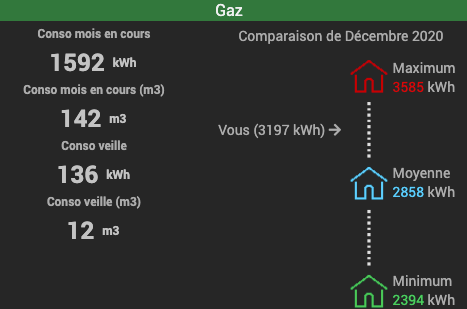 Gaz
Conso mois en cours
1592 kWh
Conso mois en cours (m3)
142 m3
Conso veille
136 kWh
Conso veille (m3)
12 m3
Comparaison de Décembre 2020
Maximum
3585 kWh
Vous (3197 kWh)
Moyenne
2858 kWh
Minimum
2394 kWh